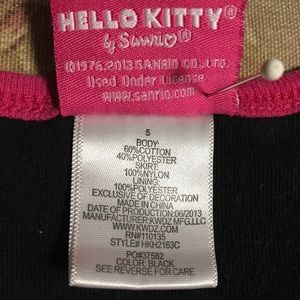 HELLO KITTY®
by Sanrio®
©1976, 2013 SANRIO CO., LTD.
Used Under License
www.sanrio.com
5
BODY:
60%COTTON
40%POLYESTER
SKIRT:
100%NYLON
LINING:
100%POLYESTER
EXCLUSIVE OF DECORATION
MADE IN CHINA
DATE OF PRODUCTION:06/2013
MANUFACTURER:KWDZ MFG,LLC
WWW.KWDZ.COM
RN#110135
STYLE# HKH2163C
PO#37582
COLOR: BLACK
SEE REVERSE FOR CARE